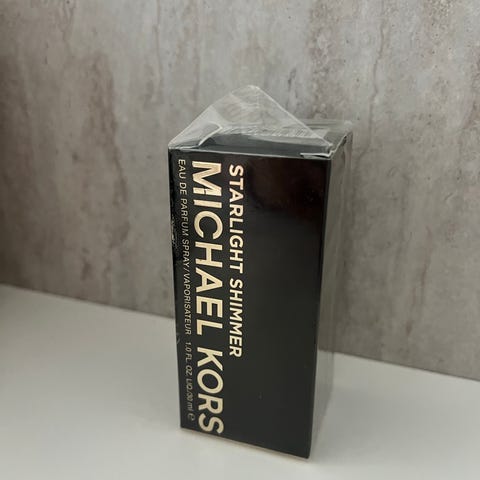 STARLIGHT SHIMMER
MICHAEL KORS
EAU DE PARFUM SPRAY/VAPORISATEUR 1.0 FL. OZ. LIQ./30 ml ℮